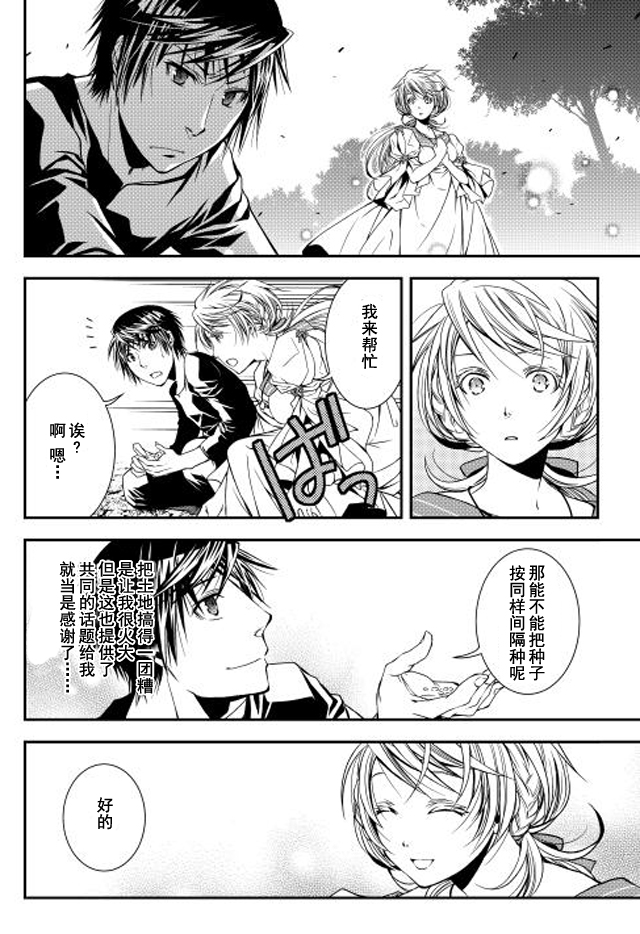 我来帮忙
诶?
啊嗯…
ばっ
那能不能把种子
按同样间隔种呢
把土地搞得一团糟
是让我很火大
但是这也提供了
共同的话题给我
就当是感谢了……
好的